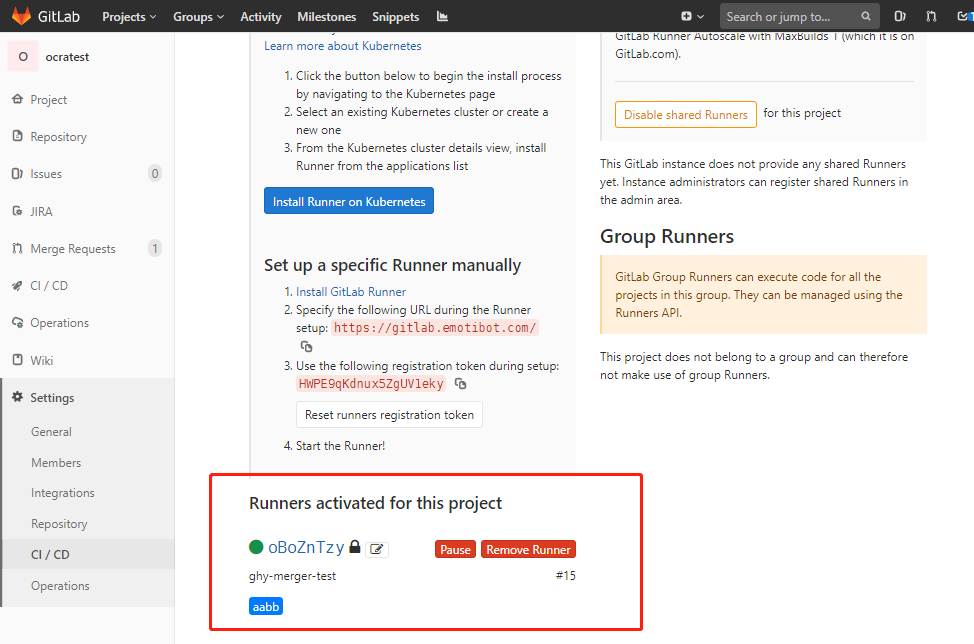 GitLab Projects Groups Activity Milestones Snippets Search or jump to...
O ocratest
Project
Repository
Issues 0
JIRA
Merge Requests 1
CI / CD
Operations
Wiki
Settings
General
Members
Integrations
Repository
CI / CD
Operations
Learn more about Kubernetes
1. Click the button below to begin the install process
by navigating to the Kubernetes page
2. Select an existing Kubernetes cluster or create a
new one
3. From the Kubernetes cluster details view, install
Runner from the applications list
Install Runner on Kubernetes
Set up a specific Runner manually
1. Install GitLab Runner
2. Specify the following URL during the Runner
setup: https://gitlab.emotibot.com/
3. Use the following registration token during setup:
HWPE9qKdnux5ZgUVleky
Reset runners registration token
4. Start the Runner!
Runners activated for this project
oBoZnTzy Pause Remove Runner
ghy-merger-test #15
aabb
GitLab Runner Autoscale with MaxBuilds 1 (which it is on
GitLab.com).
Disable shared Runners for this project
This GitLab instance does not provide any shared Runners
yet. Instance administrators can register shared Runners in
the admin area.
Group Runners
GitLab Group Runners can execute code for all the
projects in this group. They can be managed using the
Runners API.
This project does not belong to a group and can therefore
not make use of group Runners.